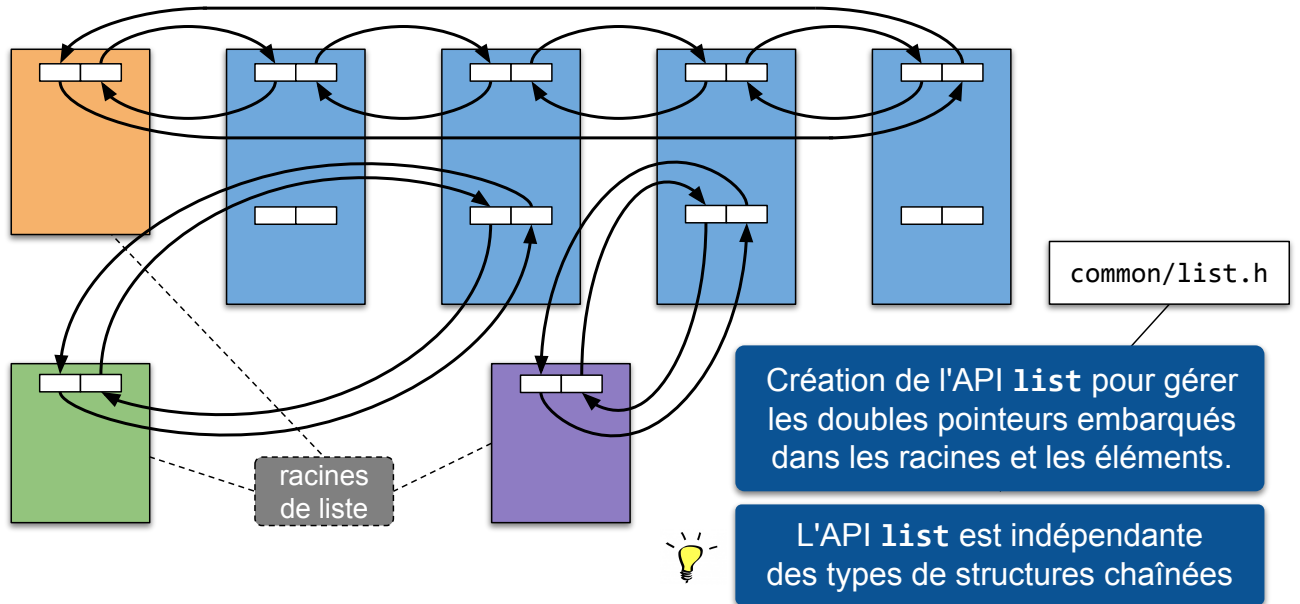 common/list.h
Création de l'API list pour gérer
les doubles pointeurs embarqués
dans les racines et les éléments.
racines
de liste
L'API list est indépendante
des types de structures chaînées